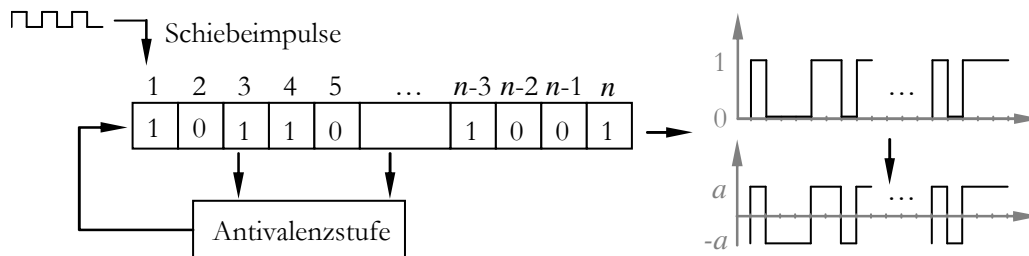 Schiebeimpulse
1 2 3 4 5 … n-3 n-2 n-1 n
1 0 1 1 0 1 0 0 1
Antivalenzstufe
1
…
0
a
…
-a